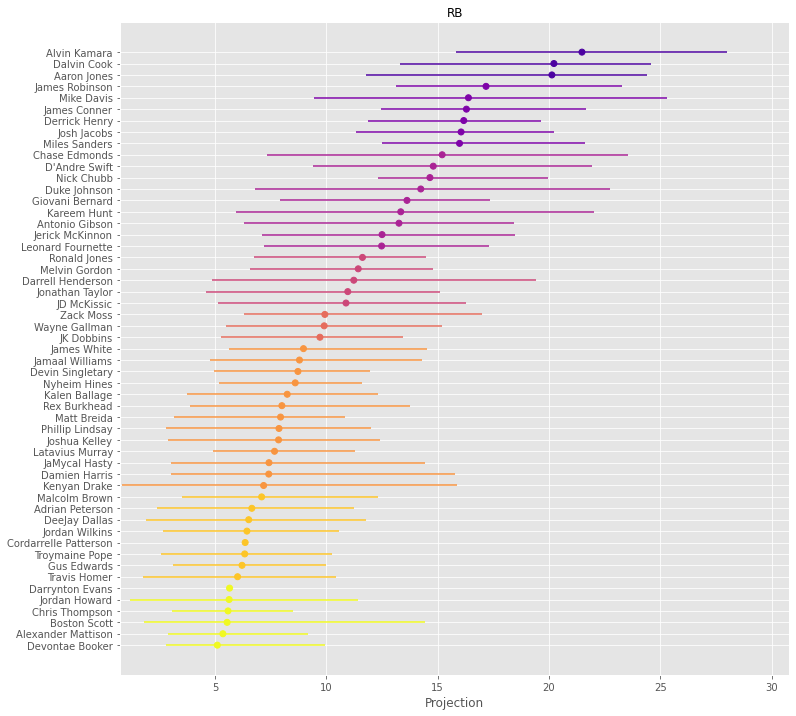 RB
Alvin Kamara
Dalvin Cook
Aaron Jones
James Robinson
Mike Davis
James Conner
Derrick Henry
Josh Jacobs
Miles Sanders
Chase Edmonds
D'Andre Swift
Nick Chubb
Duke Johnson
Giovani Bernard
Kareem Hunt
Antonio Gibson
Jerick McKinnon
Leonard Fournette
Ronald Jones
Melvin Gordon
Darrell Henderson
Jonathan Taylor
JD McKissic
Zack Moss
Wayne Gallman
JK Dobbins
James White
Jamaal Williams
Devin Singletary
Nyheim Hines
Kalen Ballage
Rex Burkhead
Matt Breida
Phillip Lindsay
Joshua Kelley
Latavius Murray
JaMycal Hasty
Damien Harris
Kenyan Drake
Malcolm Brown
Adrian Peterson
DeeJay Dallas
Jordan Wilkins
Cordarrelle Patterson
Troymaine Pope
Gus Edwards
Travis Homer
Darrynton Evans
Jordan Howard
Chris Thompson
Boston Scott
Alexander Mattison
Devontae Booker
5 10 15 20 25 30
Projection